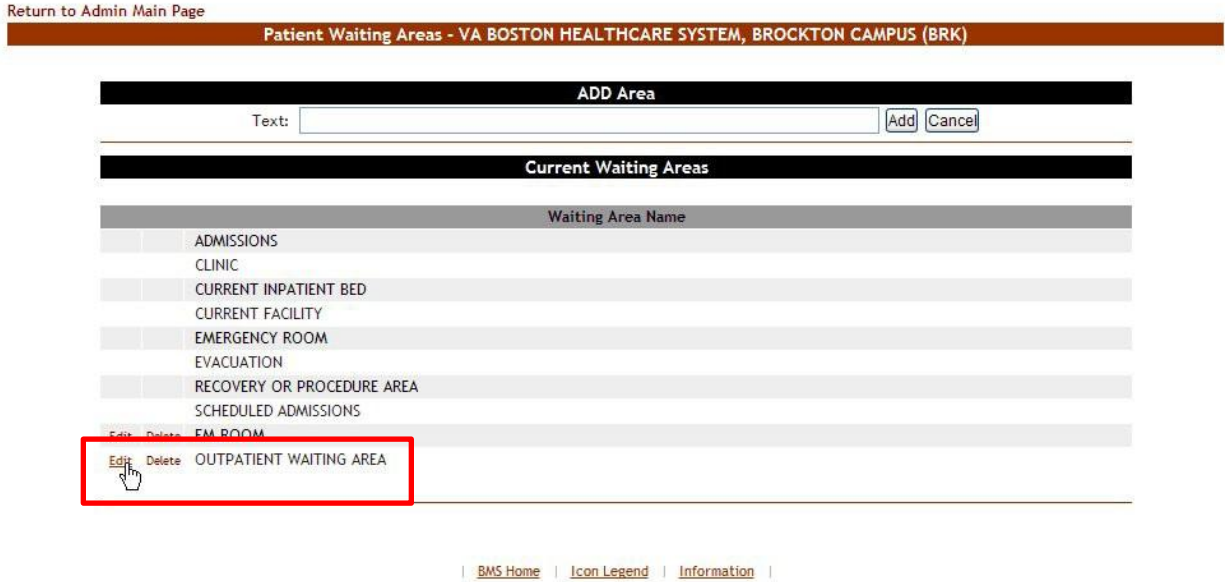 Return to Admin Main Page
Patient Waiting Areas - VA BOSTON HEALTHCARE SYSTEM, BROCKTON CAMPUS (BRK)
ADD Area
Text: Add Cancel
Current Waiting Areas
Waiting Area Name
ADMISSIONS
CLINIC
CURRENT INPATIENT BED
CURRENT FACILITY
EMERGENCY ROOM
EVACUATION
RECOVERY OR PROCEDURE AREA
SCHEDULED ADMISSIONS
Edit Delete EM ROOM
Edit Delete OUTPATIENT WAITING AREA
| BMS Home | Icon Legend | Information |